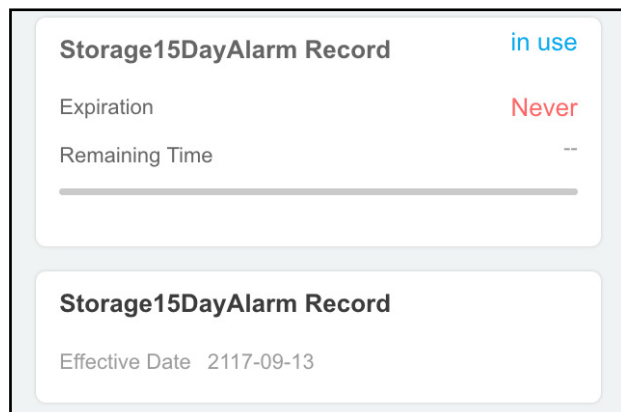 Storage15DayAlarm Record
in use
Expiration
Never
Remaining Time
--
Storage15DayAlarm Record
Effective Date 2117-09-13